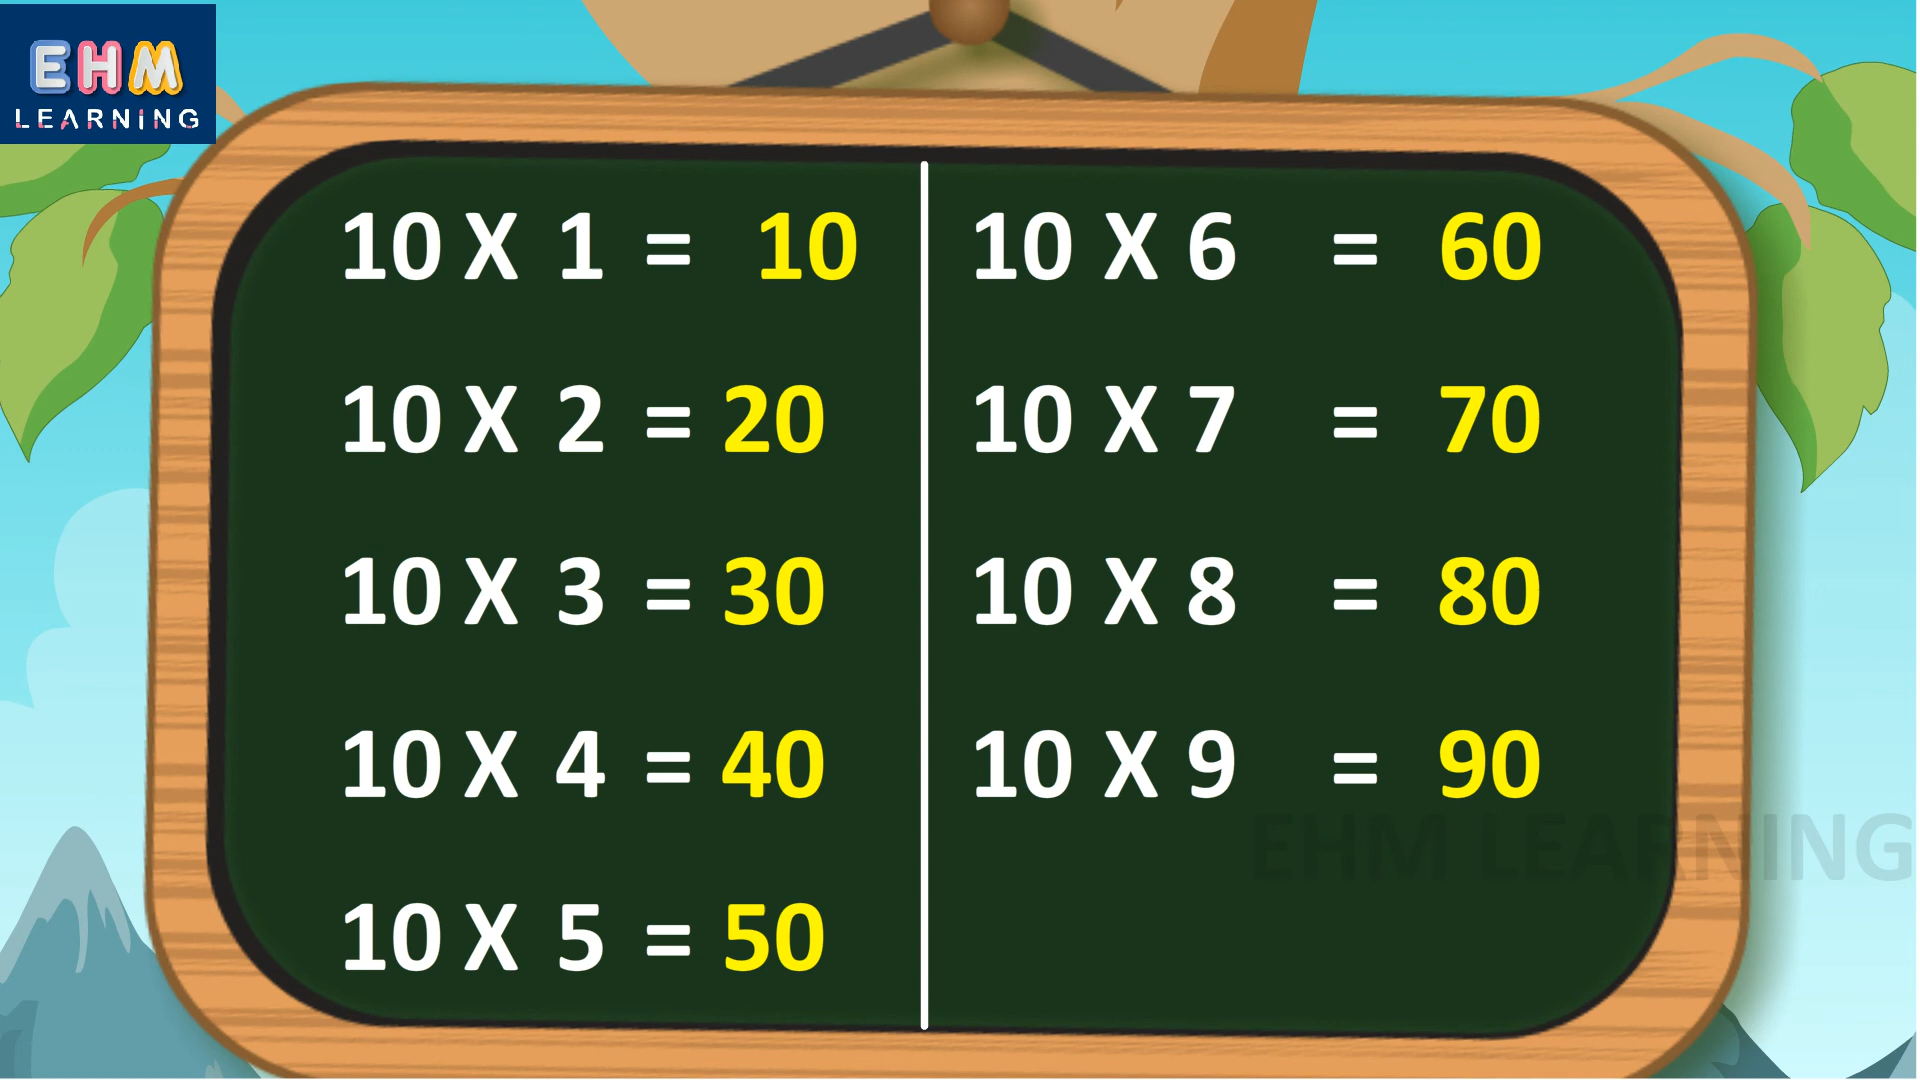 EHM
LEARNING
10 X 1 = 10
10 X 2 = 20
10 X 3 = 30
10 X 4 = 40
10 X 5 = 50
10 X 6 = 60
10 X 7 = 70
10 X 8 = 80
10 X 9 = 90
EHM LEARNING